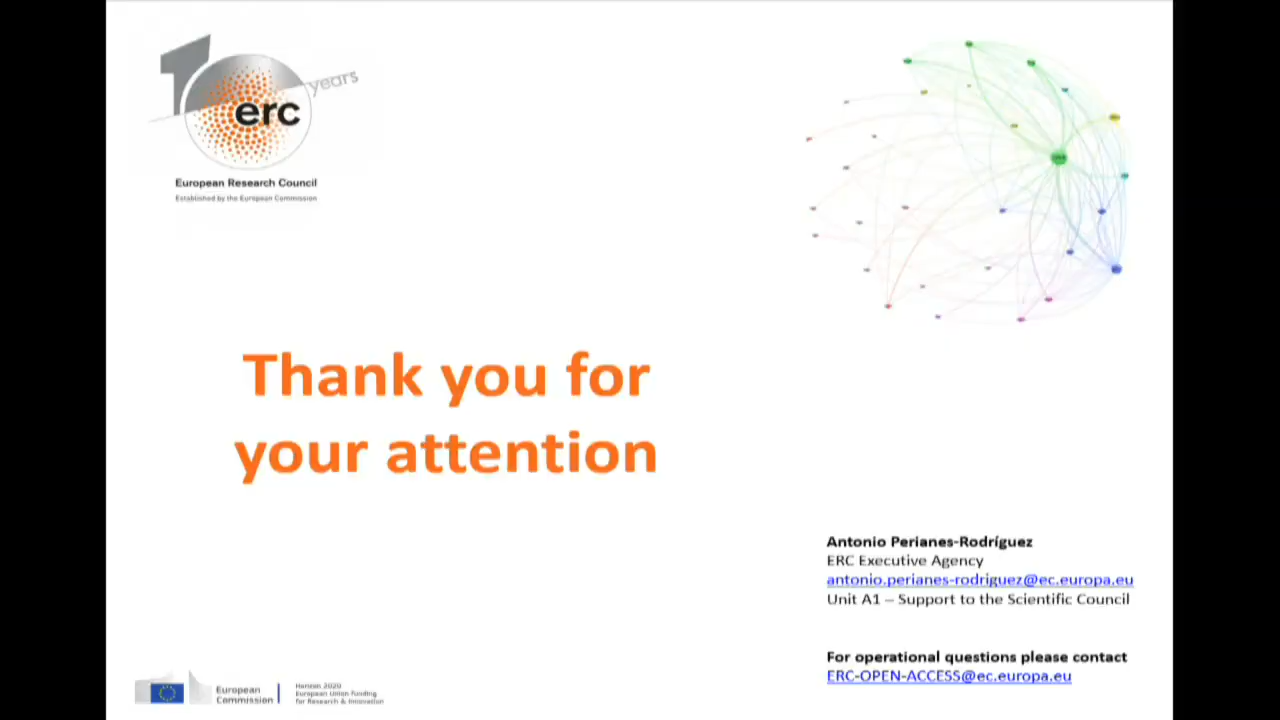 10 years
erc
European Research Council
Established by the European Commission
Thank you for
your attention
Antonio Perianes-Rodríguez
ERC Executive Agency
antonio.perianes-rodriguez@ec.europa.eu
Unit A1 – Support to the Scientific Council
For operational questions please contact
ERC-OPEN-ACCESS@ec.europa.eu
European
Commission
Horizon 2020
European Union funding
for Research & Innovation